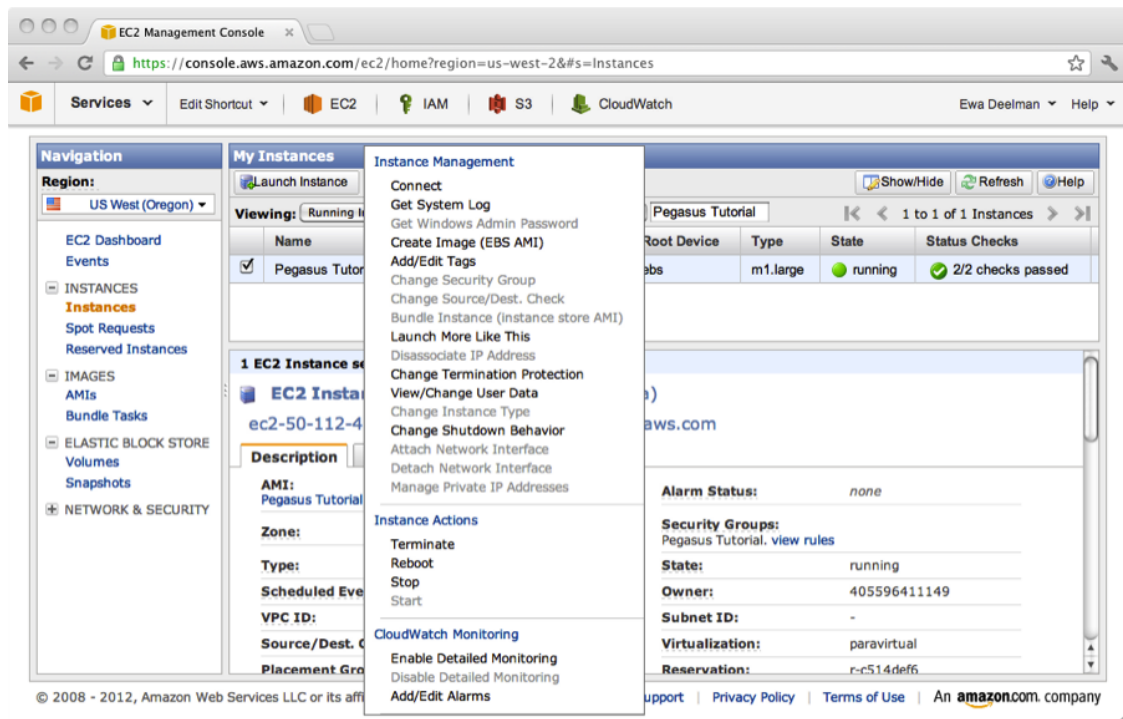 EC2 Management Console
https://console.aws.amazon.com/ec2/home?region=us-west-2&#s=Instances
Services Edit Shortcut EC2 IAM S3 CloudWatch Ewa Deelman Help
Navigation
Region:
US West (Oregon)
EC2 Dashboard
Events
INSTANCES
Instances
Spot Requests
Reserved Instances
IMAGES
AMIs
Bundle Tasks
ELASTIC BLOCK STORE
Volumes
Snapshots
NETWORK & SECURITY
My Instances
Launch Instance
Show/Hide Refresh Help
Viewing: Running In
Pegasus Tutorial 1 to 1 of 1 Instances
Name Root Device Type State Status Checks
Pegasus Tutor ebs m1.large running 2/2 checks passed
Instance Management
Connect
Get System Log
Get Windows Admin Password
Create Image (EBS AMI)
Add/Edit Tags
Change Security Group
Change Source/Dest. Check
Bundle Instance (instance store AMI)
Launch More Like This
Disassociate IP Address
Change Termination Protection
View/Change User Data
Change Instance Type
Change Shutdown Behavior
Attach Network Interface
Detach Network Interface
Manage Private IP Addresses
Instance Actions
Terminate
Reboot
Stop
Start
CloudWatch Monitoring
Enable Detailed Monitoring
Disable Detailed Monitoring
Add/Edit Alarms
1 EC2 Instance se
EC2 Instan
ec2-50-112-4 aws.com
Description
AMI:
Pegasus Tutorial
Zone:
Type:
Scheduled Eve
VPC ID:
Source/Dest. C
Placement Gro
Alarm Status: none
Security Groups:
Pegasus Tutorial. view rules
State: running
Owner: 405596411149
Subnet ID: -
Virtualization: paravirtual
Reservation: r-c514def6
© 2008 - 2012, Amazon Web Services LLC or its affi upport Privacy Policy Terms of Use An amazon.com. company